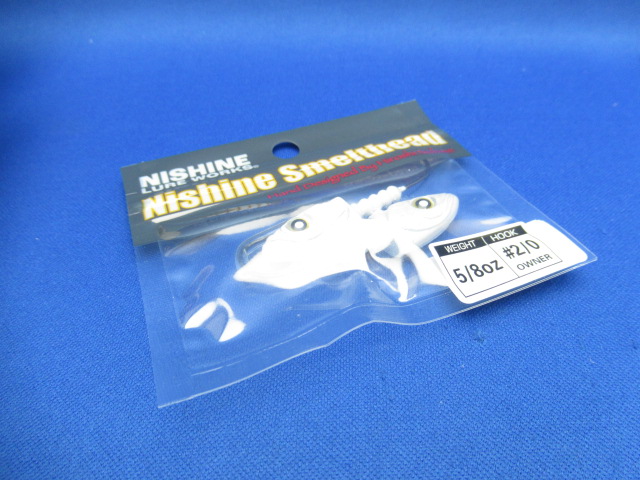 NISHINE
LURE WORKS
Nishine Smelthead
WEIGHT HOOK
5/8oz #2/0
OWNER